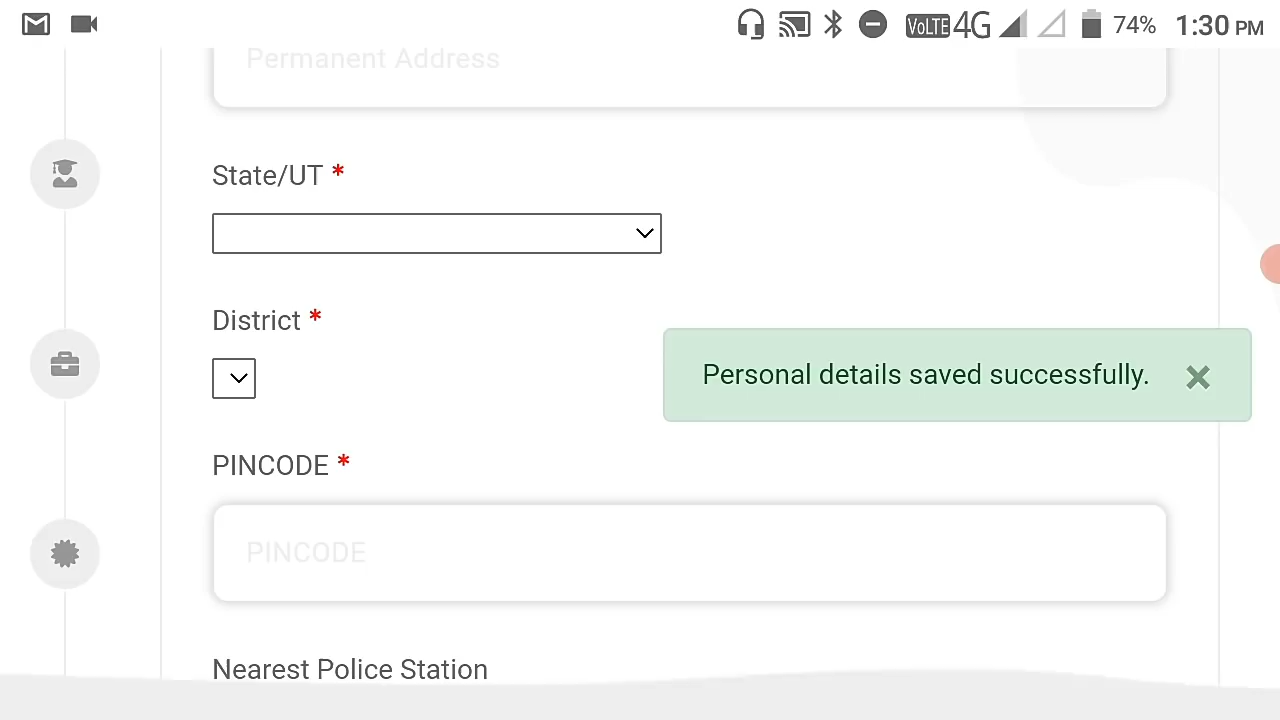 VoLTE 4G 74% 1:30 PM
Permanent Address
State/UT *
District *
Personal details saved successfully. ×
PINCODE *
PINCODE
Nearest Police Station